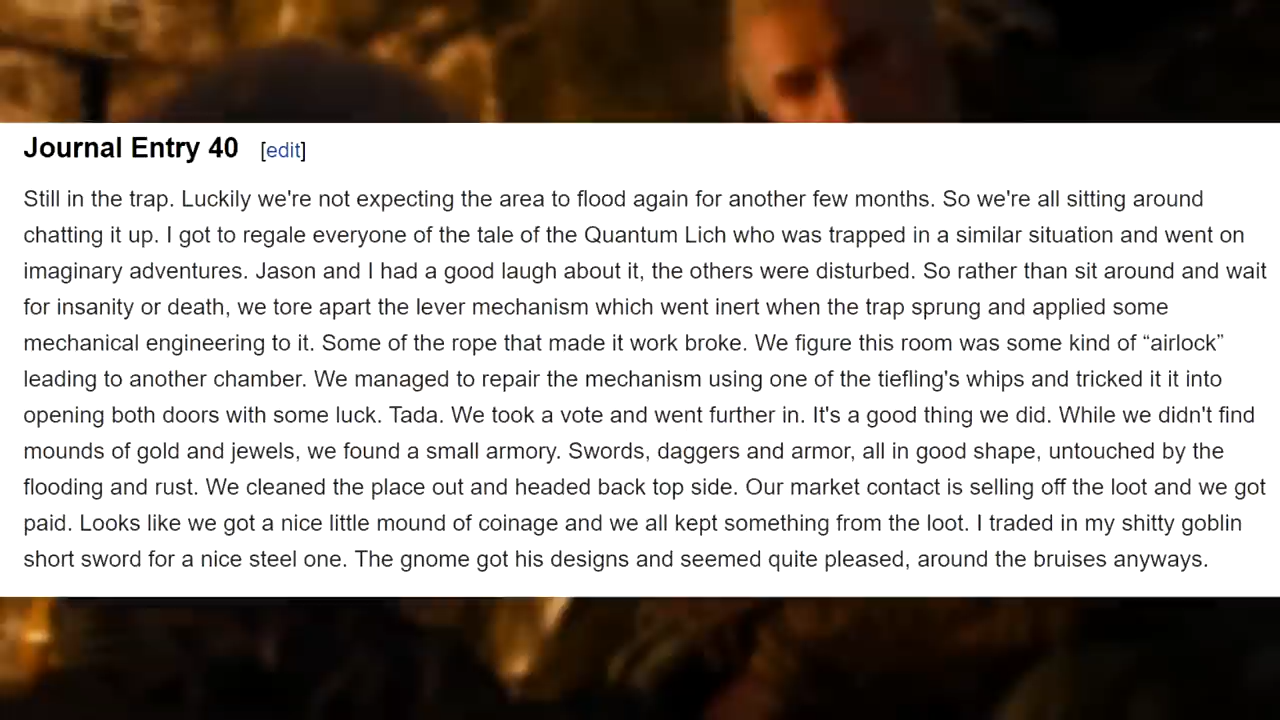 Journal Entry 40 [edit]
Still in the trap. Luckily we're not expecting the area to flood again for another few months. So we're all sitting around
chatting it up. I got to regale everyone of the tale of the Quantum Lich who was trapped in a similar situation and went on
imaginary adventures. Jason and I had a good laugh about it, the others were disturbed. So rather than sit around and wait
for insanity or death, we tore apart the lever mechanism which went inert when the trap sprung and applied some
mechanical engineering to it. Some of the rope that made it work broke. We figure this room was some kind of “airlock”
leading to another chamber. We managed to repair the mechanism using one of the tiefling's whips and tricked it it into
opening both doors with some luck. Tada. We took a vote and went further in. It's a good thing we did. While we didn't find
mounds of gold and jewels, we found a small armory. Swords, daggers and armor, all in good shape, untouched by the
flooding and rust. We cleaned the place out and headed back top side. Our market contact is selling off the loot and we got
paid. Looks like we got a nice little mound of coinage and we all kept something from the loot. I traded in my shitty goblin
short sword for a nice steel one. The gnome got his designs and seemed quite pleased, around the bruises anyways.